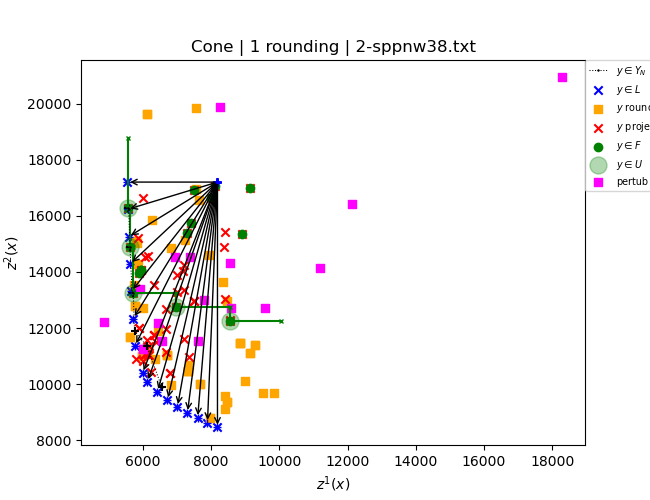 Cone | 1 rounding | 2-sppnw38.txt
z²(x)
20000
18000
16000
14000
12000
10000
8000
6000 8000 10000 12000 14000 16000 18000
z¹(x)
y ∈ Y_N
y ∈ L
y roun
y proje
y ∈ F
y ∈ U
pertub